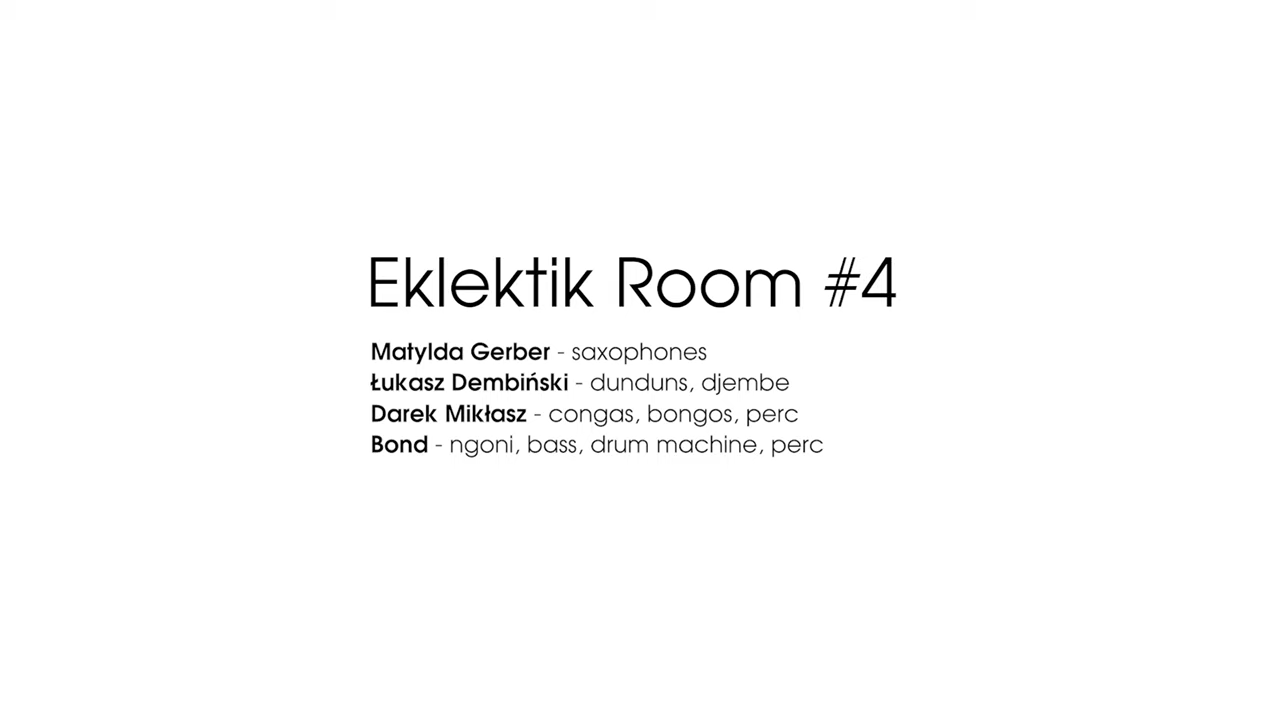 Eklektik Room #4
Matylda Gerber - saxophones
Łukasz Dembiński - dunduns, djembe
Darek Mikłasz - congas, bongos, perc
Bond - ngoni, bass, drum machine, perc